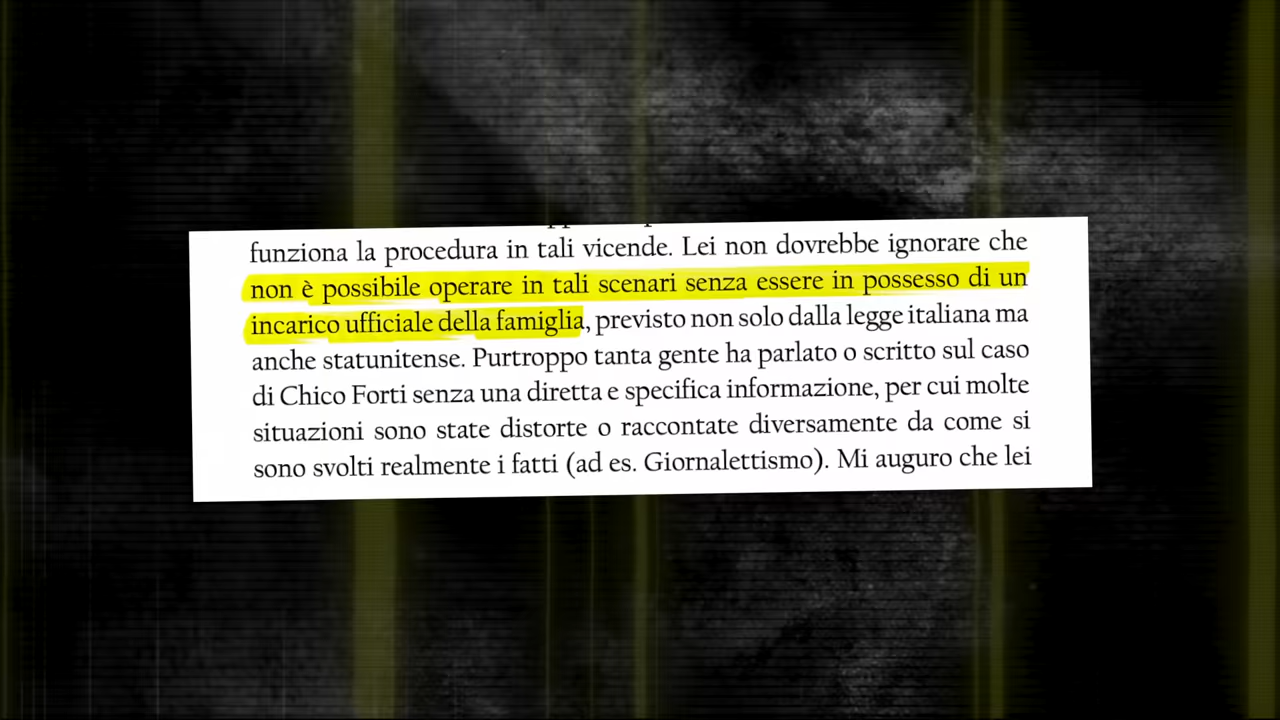 funziona la procedura in tali vicende. Lei non dovrebbe ignorare che
non è possibile operare in tali scenari senza essere in possesso di un
incarico ufficiale della famiglia, previsto non solo dalla legge italiana ma
anche statunitense. Purtroppo tanta gente ha parlato o scritto sul caso
di Chico Forti senza una diretta e specifica informazione, per cui molte
situazioni sono state distorte o raccontate diversamente da come si
sono svolti realmente i fatti (ad es. Giornalettismo). Mi auguro che lei